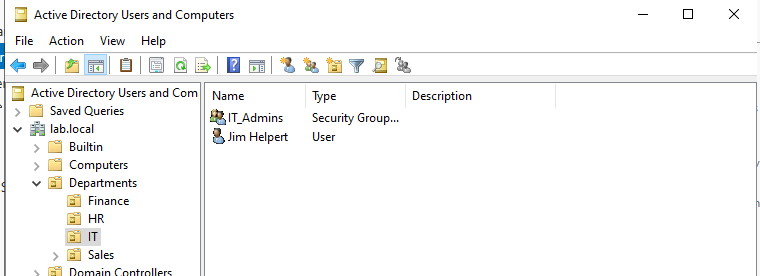 Active Directory Users and Computers
File Action View Help
Active Directory Users and Com
Saved Queries
lab.local
Builtin
Computers
Departments
Finance
HR
IT
Sales
Domain Controllers
Name Type Description
IT_Admins Security Group...
Jim Helpert User